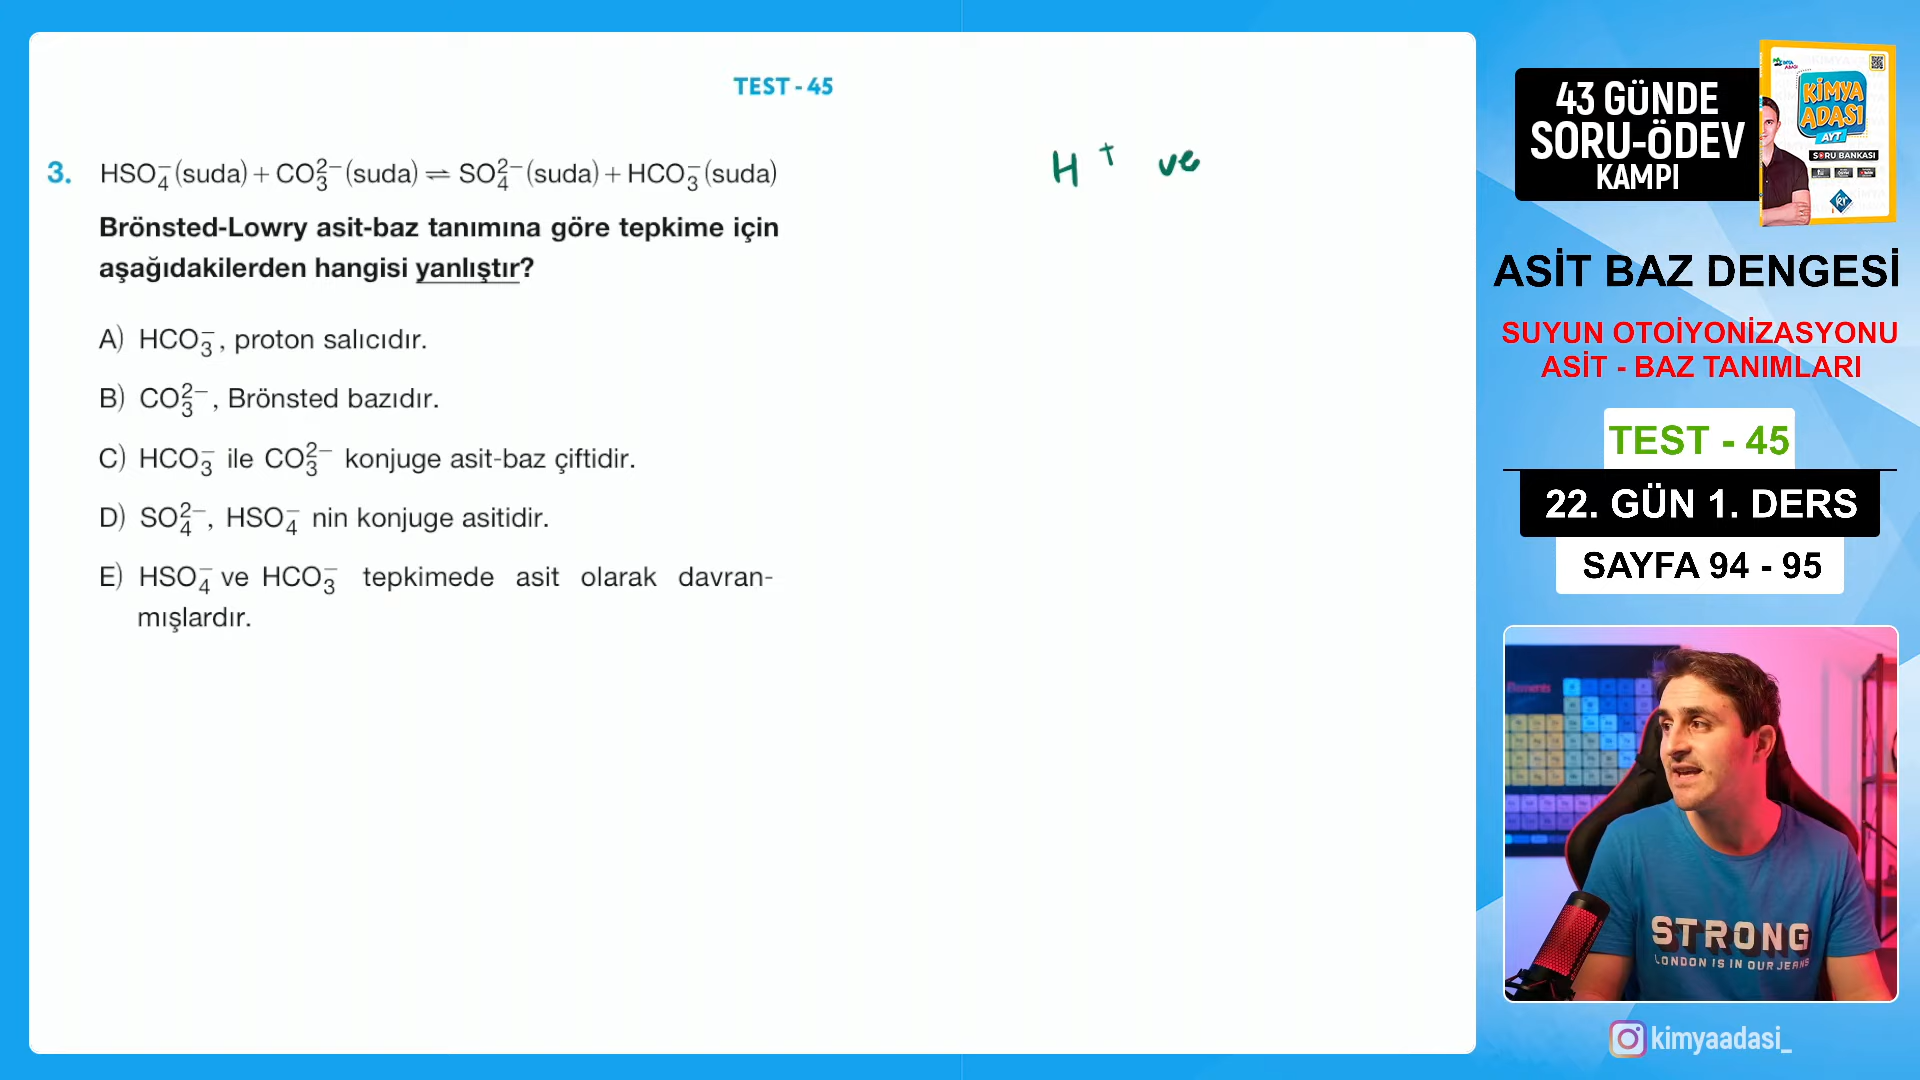 TEST - 45
3. HSO₄⁻(suda) + CO₃²⁻(suda) ⇌ SO₄²⁻(suda) + HCO₃⁻(suda)
Brönsted-Lowry asit-baz tanımına göre tepkime için
aşağıdakilerden hangisi yanlıştır?
A) HCO₃⁻, proton salıcıdır.
B) CO₃²⁻, Brönsted bazıdır.
C) HCO₃⁻ ile CO₃²⁻ konjuge asit-baz çiftidir.
D) SO₄²⁻, HSO₄⁻ nin konjuge asitidir.
E) HSO₄⁻ ve HCO₃⁻ tepkimede asit olarak davran-
mışlardır.
H⁺ ve
43 GÜNDE
SORU-ÖDEV
KAMPI
KİMYA
ADASI
AYT
SORU BANKASI
ASİT BAZ DENGESİ
SUYUN OTOİYONİZASYONU
ASİT - BAZ TANIMLARI
TEST - 45
22. GÜN 1. DERS
SAYFA 94 - 95
STRONG
LONDON IS IN OUR JEANS
kimyaadasi_